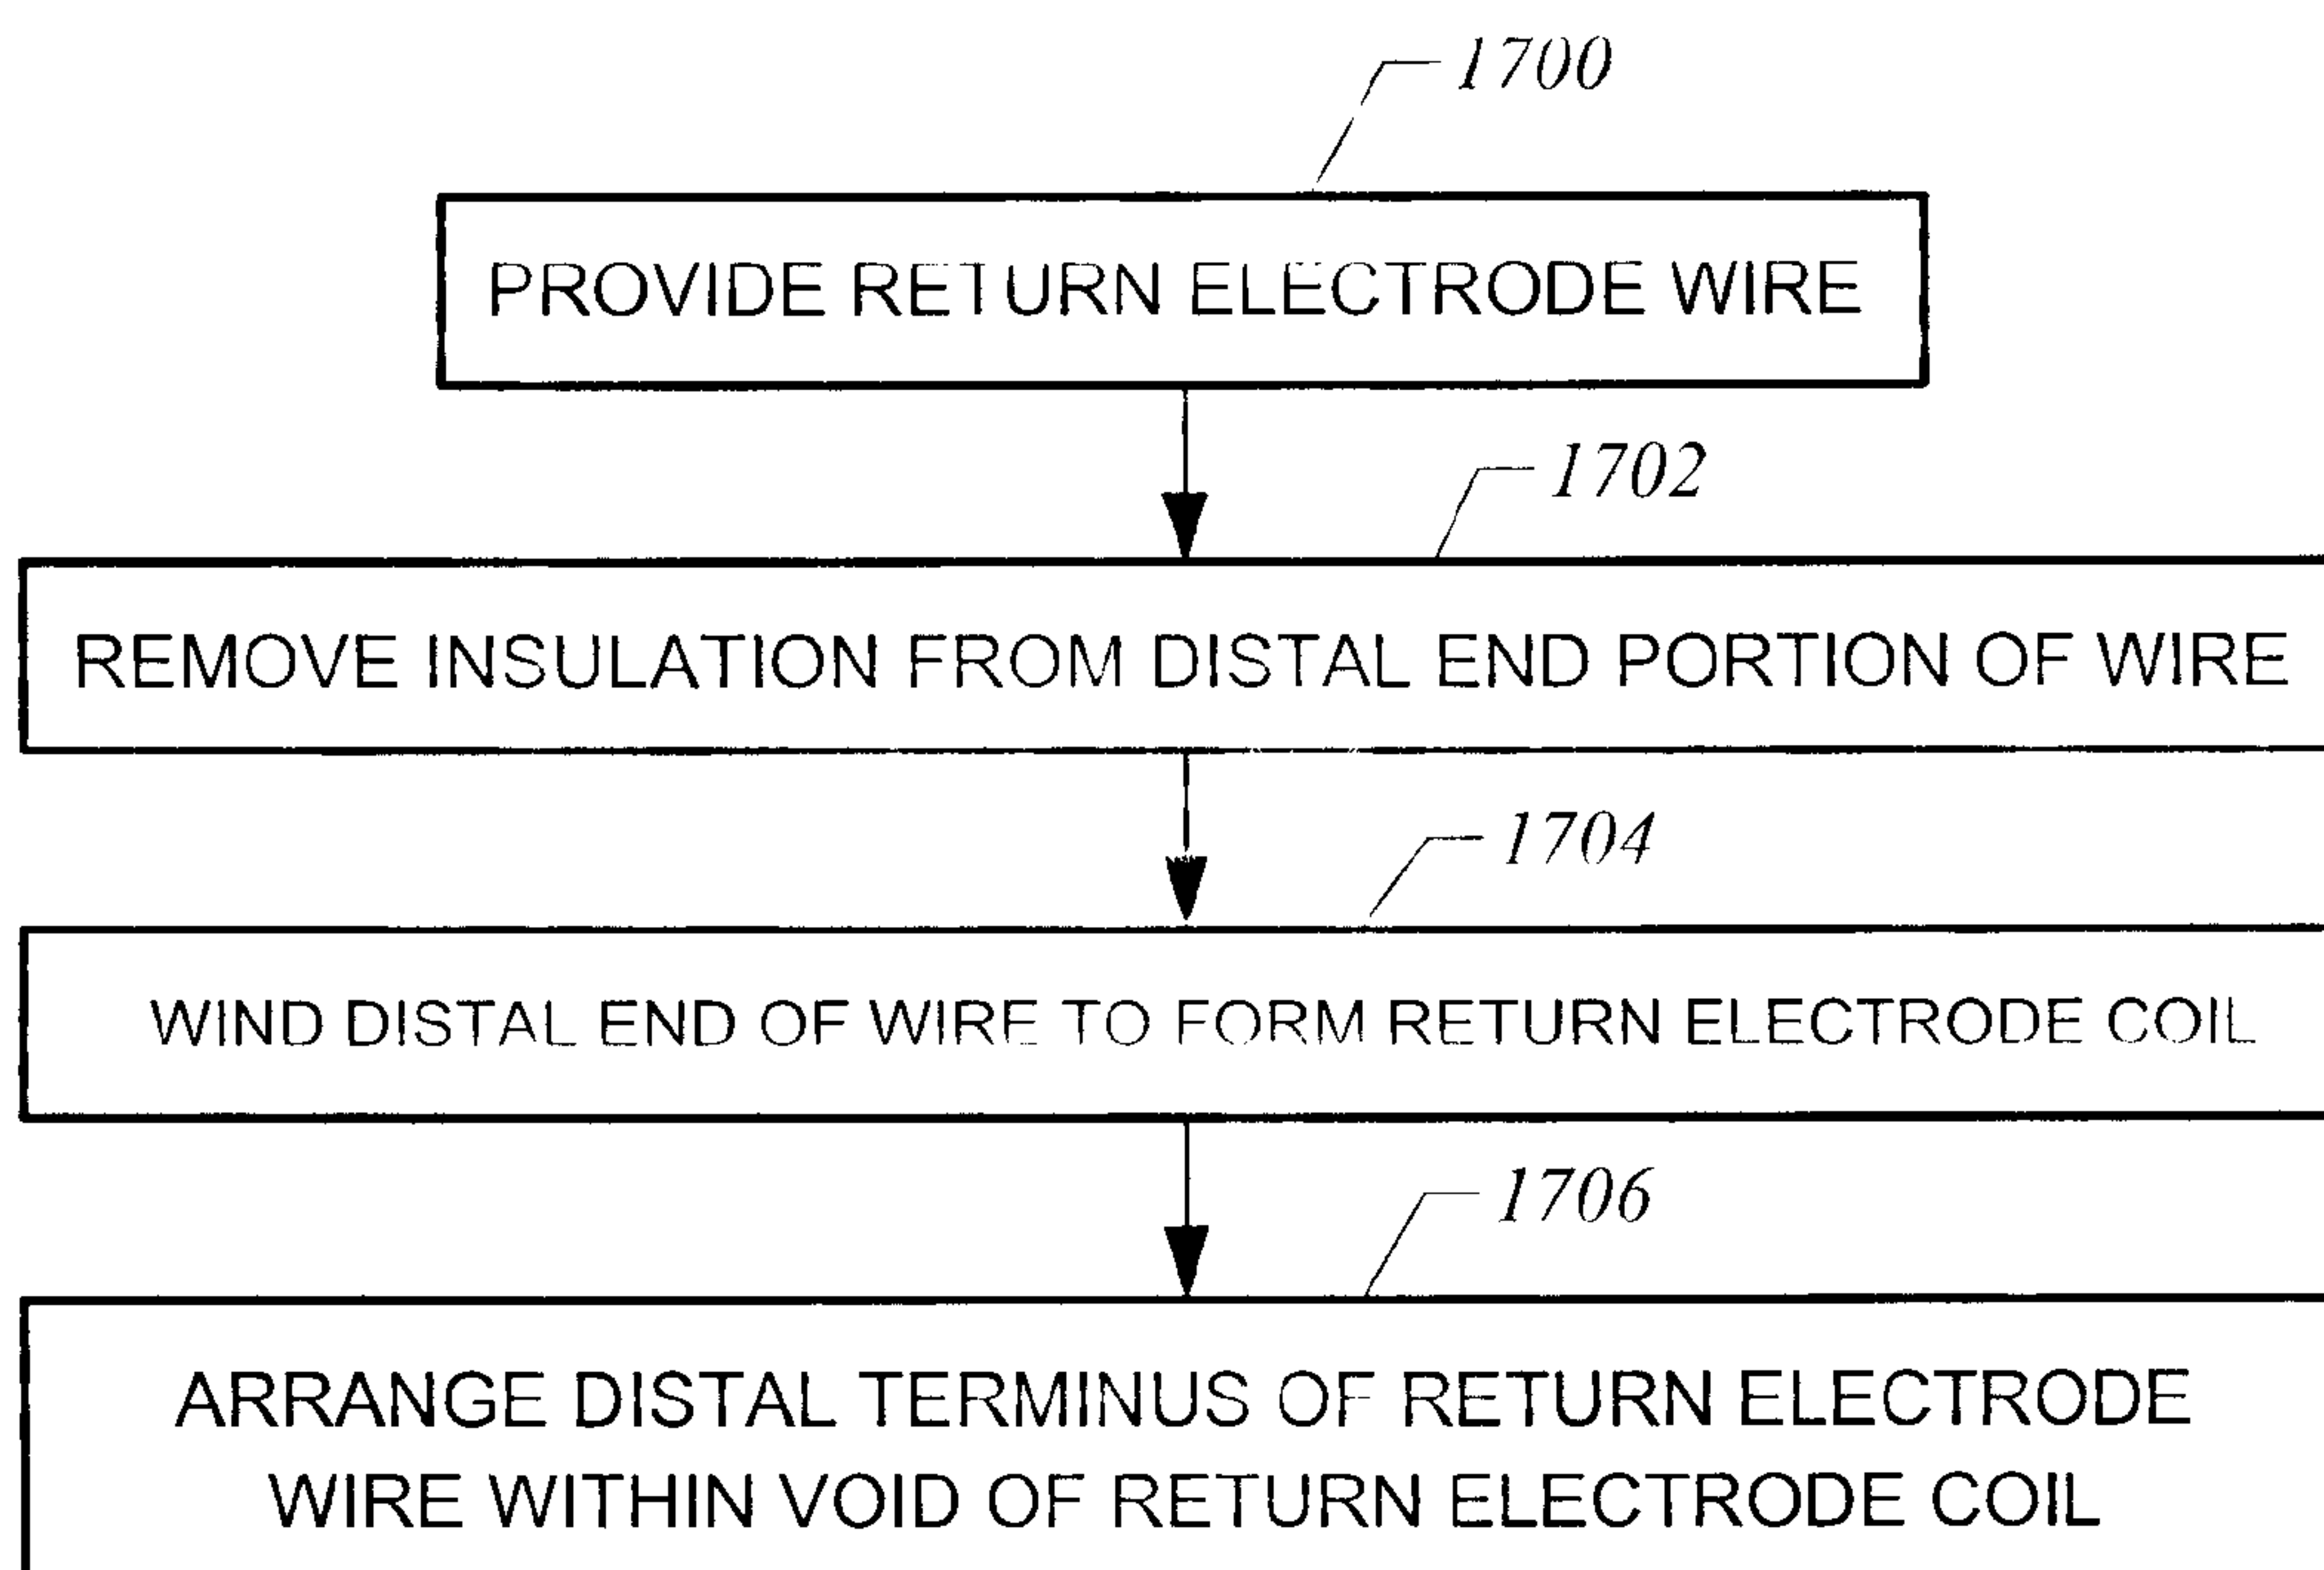 1700
PROVIDE RETURN ELECTRODE WIRE
1702
REMOVE INSULATION FROM DISTAL END PORTION OF WIRE
1704
WIND DISTAL END OF WIRE TO FORM RETURN ELECTRODE COIL
1706
ARRANGE DISTAL TERMINUS OF RETURN ELECTRODE
WIRE WITHIN VOID OF RETURN ELECTRODE COIL